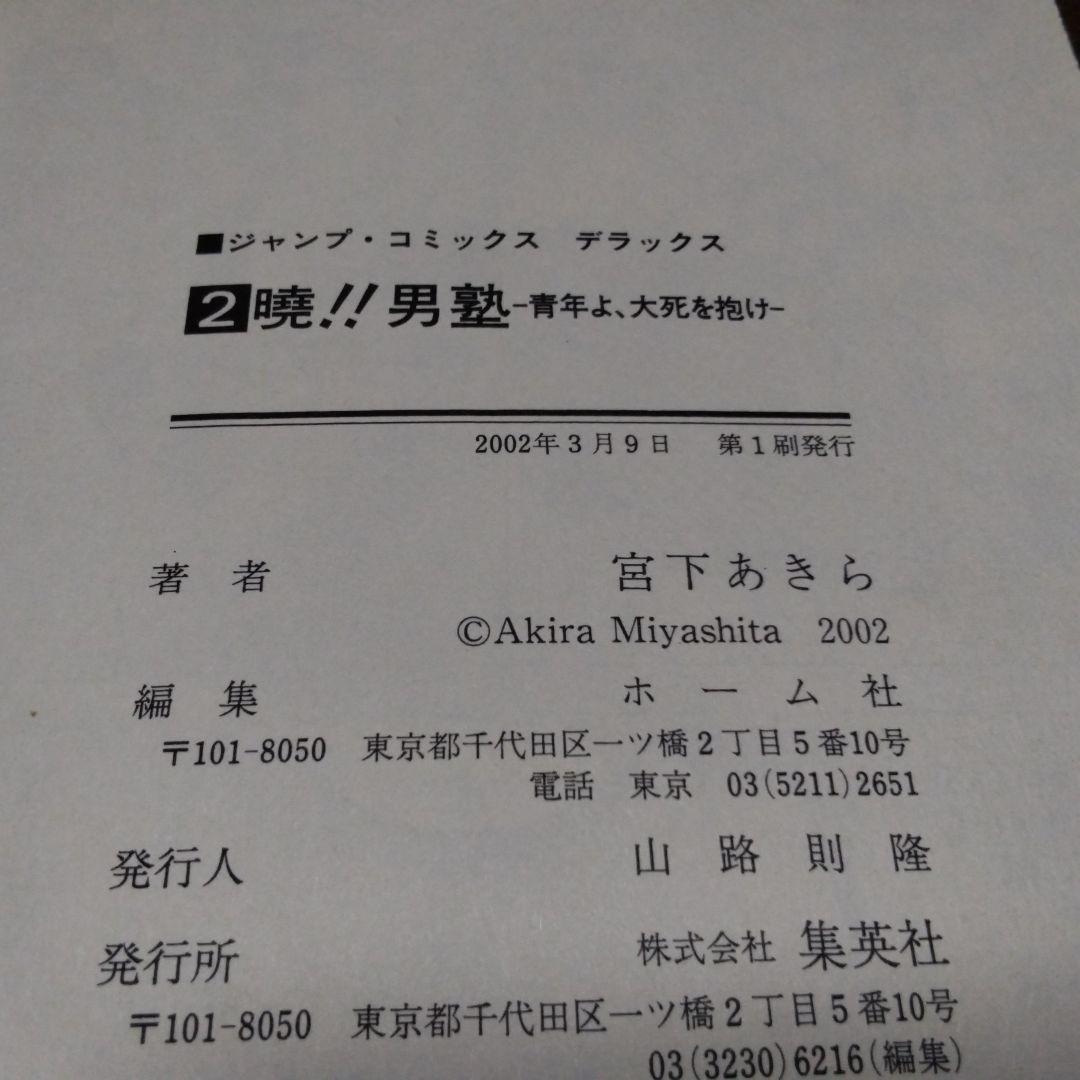 ■ジャンプ・コミックス デラックス
2 曉!! 男塾-青年よ、大死を抱け-
2002年3月9日 第1刷発行
著者 宮下あきら
©Akira Miyashita 2002
編集 ホーム社
〒101-8050 東京都千代田区一ツ橋2丁目5番10号
電話 東京 03(5211)2651
発行人 山路則隆
発行所 株式会社 集英社
〒101-8050 東京都千代田区一ツ橋2丁目5番10号
03(3230)6216(編集)